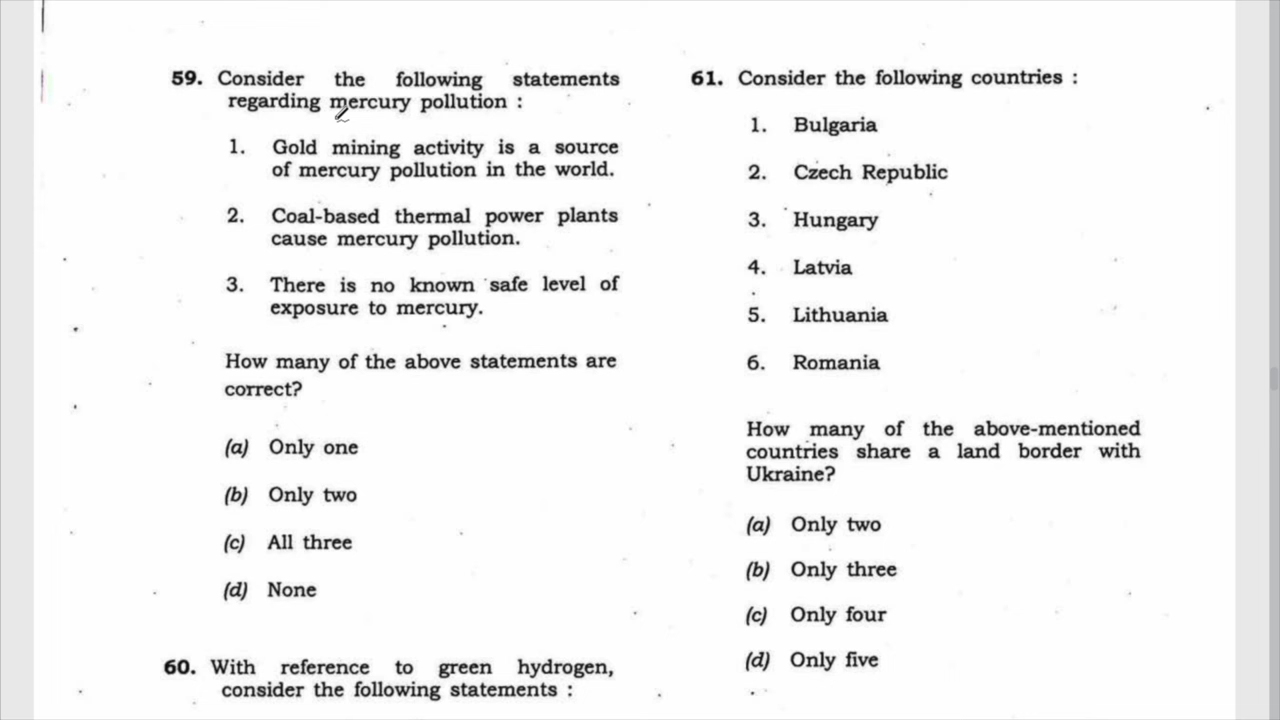 59. Consider the following statements
regarding mercury pollution :
1. Gold mining activity is a source
of mercury pollution in the world.
2. Coal-based thermal power plants
cause mercury pollution.
3. There is no known safe level of
exposure to mercury.
How many of the above statements are
correct?
(a) Only one
(b) Only two
(c) All three
(d) None
60. With reference to green hydrogen,
consider the following statements :
61. Consider the following countries :
1. Bulgaria
2. Czech Republic
3. Hungary
4. Latvia
5. Lithuania
6. Romania
How many of the above-mentioned
countries share a land border with
Ukraine?
(a) Only two
(b) Only three
(c) Only four
(d) Only five